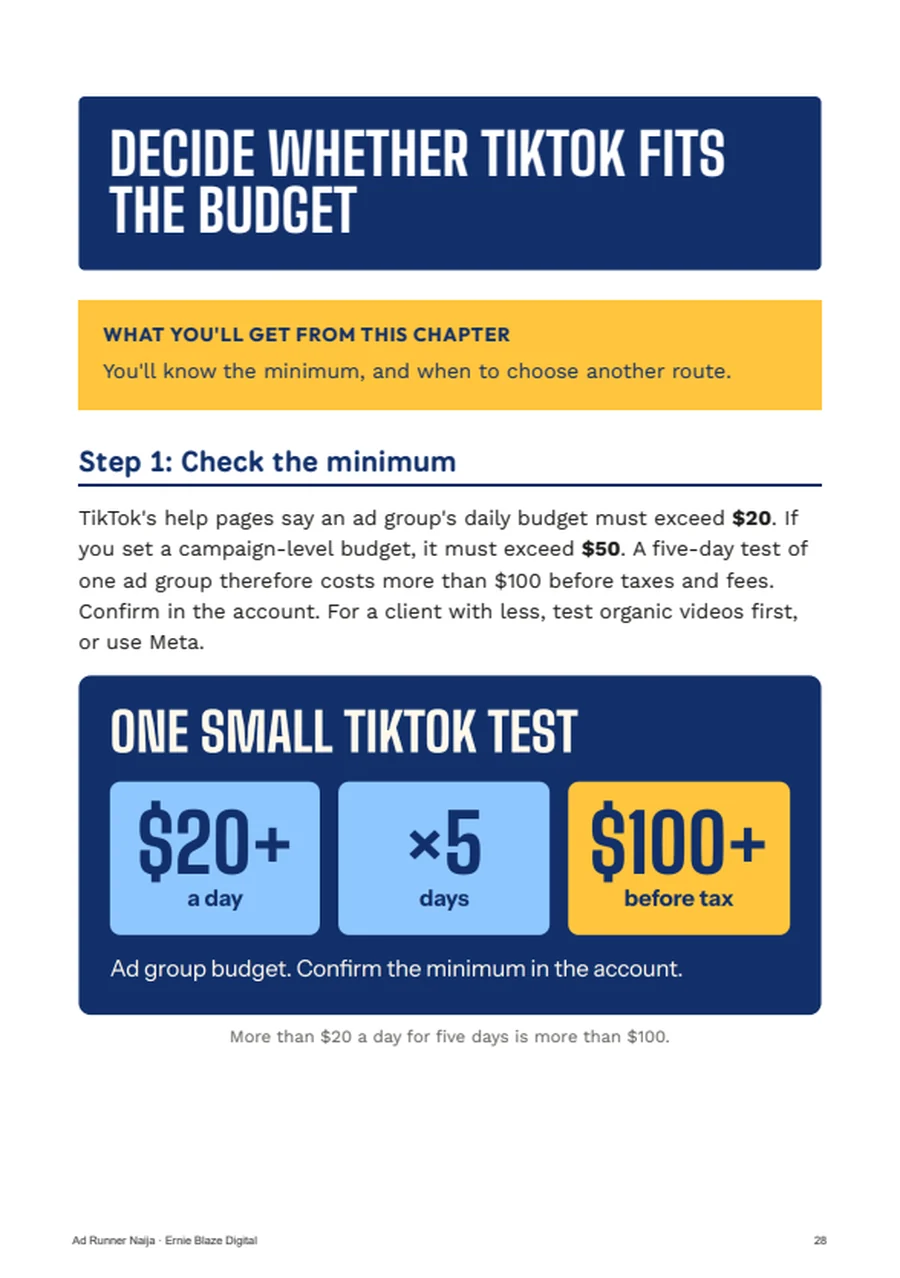 DECIDE WHETHER TIKTOK FITS
THE BUDGET
WHAT YOU'LL GET FROM THIS CHAPTER
You'll know the minimum, and when to choose another route.
Step 1: Check the minimum
TikTok's help pages say an ad group's daily budget must exceed $20. If
you set a campaign-level budget, it must exceed $50. A five-day test of
one ad group therefore costs more than $100 before taxes and fees.
Confirm in the account. For a client with less, test organic videos first,
or use Meta.
ONE SMALL TIKTOK TEST
$20+
a day
×5
days
$100+
before tax
Ad group budget. Confirm the minimum in the account.
More than $20 a day for five days is more than $100.
Ad Runner Naija · Ernie Blaze Digital
28